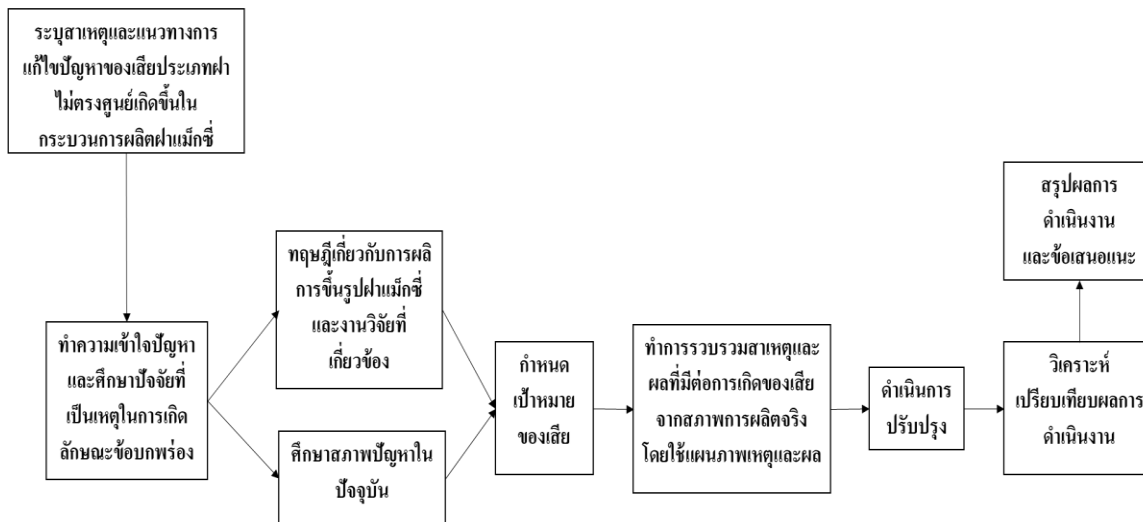 ระบุสาเหตุและแนวทางการ
แก้ไขปัญหาของเสียประเภทฝา
ไม่ตรงศูนย์เกิดขึ้นใน
กระบวนการผลิตฝาแม็กซี่
ทำความเข้าใจปัญหา
และศึกษาปัจจัยที่
เป็นเหตุในการเกิด
ลักษณะข้อบกพร่อง
ทฤษฎีเกี่ยวกับการผลิ
การขึ้นรูปฝาแม็กซี่
และงานวิจัยที่
เกี่ยวข้อง
ศึกษาสภาพปัญหาใน
ปัจจุบัน
กำหนด
เป้าหมาย
ของเสีย
ทำการรวบรวมสาเหตุและ
ผลที่มีต่อการเกิดของเสีย
จากสภาพการผลิตจริง
โดยใช้แผนภาพเหตุและผล
ดำเนินการ
ปรับปรุง
วิเคราะห์
เปรียบเทียบผลการ
ดำเนินงาน
สรุปผลการ
ดำเนินงาน
และข้อเสนอแนะ